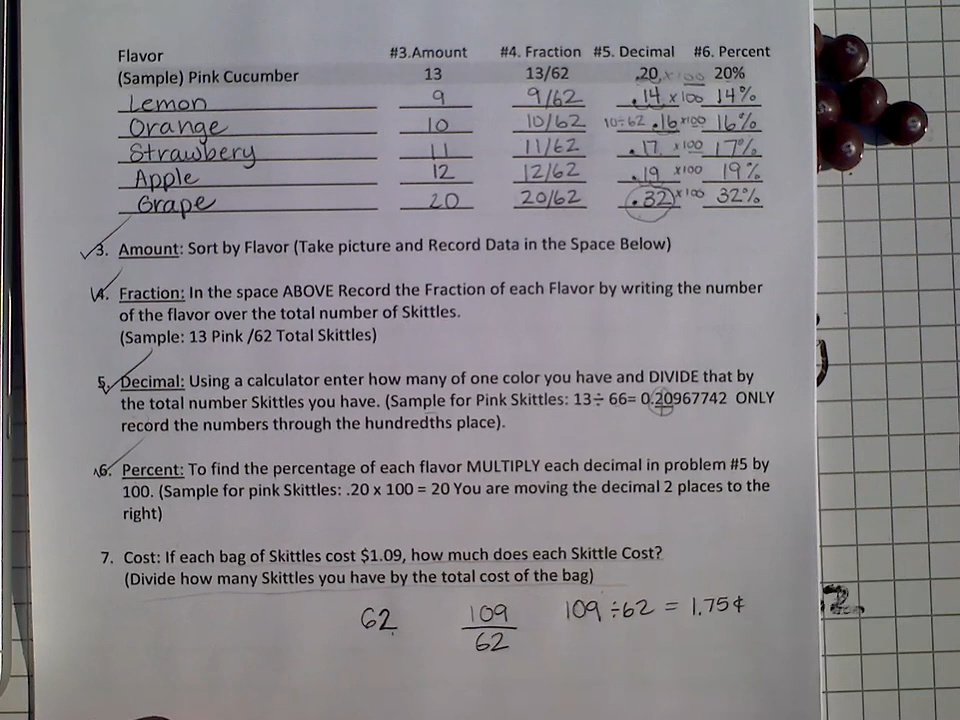 Flavor #3.Amount #4. Fraction #5. Decimal #6. Percent
(Sample) Pink Cucumber 13 13/62 .20 x100 20%
Lemon 9 9/62 .14 x100 14%
Orange 10 10/62 10÷62 .16 x100 16%
Strawbery 11 11/62 .17 x100 17%
Apple 12 12/62 .19 x100 19%
Grape 20 20/62 .32 x100 32%
3. Amount: Sort by Flavor (Take picture and Record Data in the Space Below)
4. Fraction: In the space ABOVE Record the Fraction of each Flavor by writing the number
of the flavor over the total number of Skittles.
(Sample: 13 Pink /62 Total Skittles)
5. Decimal: Using a calculator enter how many of one color you have and DIVIDE that by
the total number Skittles you have. (Sample for Pink Skittles: 13÷ 66= 0.20967742 ONLY
record the numbers through the hundredths place).
6. Percent: To find the percentage of each flavor MULTIPLY each decimal in problem #5 by
100. (Sample for pink Skittles: .20 x 100 = 20 You are moving the decimal 2 places to the
right)
7. Cost: If each bag of Skittles cost $1.09, how much does each Skittle Cost?
(Divide how many Skittles you have by the total cost of the bag)
62 109 109 ÷62 = 1.75¢
62
2.